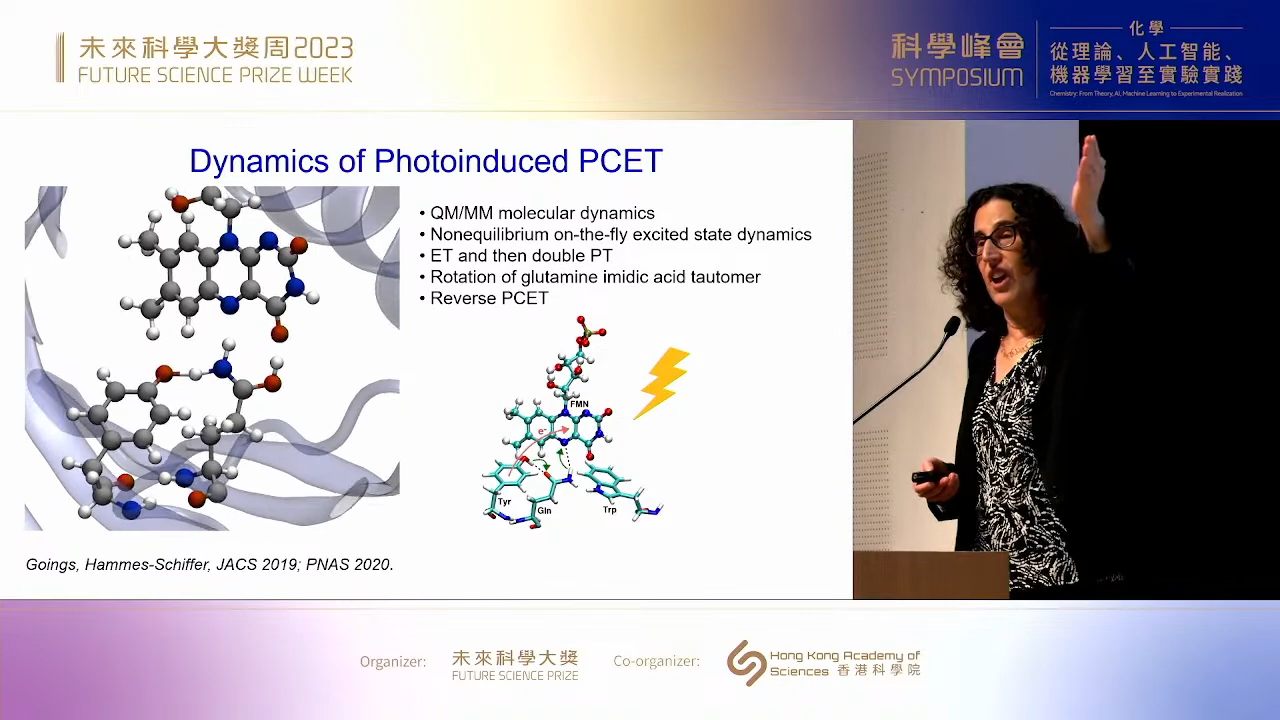 未來科學大獎周2023
FUTURE SCIENCE PRIZE WEEK
科學峰會
SYMPOSIUM
化學
從理論、人工智能、
機器學習至實驗實踐
Chemistry: From Theory, AI, Machine Learning to Experimental Realization
Dynamics of Photoinduced PCET
• QM/MM molecular dynamics
• Nonequilibrium on-the-fly excited state dynamics
• ET and then double PT
• Rotation of glutamine imidic acid tautomer
• Reverse PCET
FMN
e-
Tyr
Gln
Trp
Goings, Hammes-Schiffer, JACS 2019; PNAS 2020.
Organizer:
未來科學大獎
FUTURE SCIENCE PRIZE
Co-organizer:
Hong Kong Academy of
Sciences 香港科學院